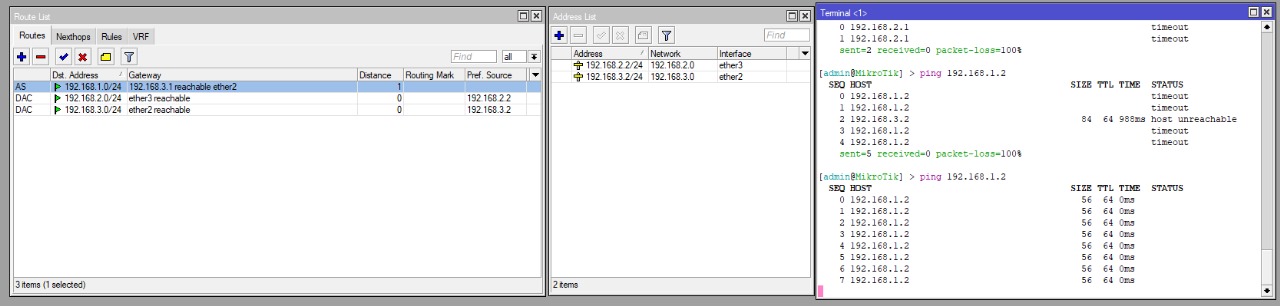 Route List
Routes Nexthops Rules VRF
Find all
Dst. Address Gateway Distance Routing Mark Pref. Source
AS 192.168.1.0/24 192.168.3.1 reachable ether2 1
DAC 192.168.2.0/24 ether3 reachable 0 192.168.2.2
DAC 192.168.3.0/24 ether2 reachable 0 192.168.3.2
3 items (1 selected)
Address List
Find
Address Network Interface
192.168.2.2/24 192.168.2.0 ether3
192.168.3.2/24 192.168.3.0 ether2
2 items
Terminal <1>
0 192.168.2.1 timeout
1 192.168.2.1 timeout
sent=2 received=0 packet-loss=100%
[admin@MikroTik] > ping 192.168.1.2
SEQ HOST SIZE TTL TIME STATUS
0 192.168.1.2 timeout
1 192.168.1.2 timeout
2 192.168.3.2 84 64 988ms host unreachable
3 192.168.1.2 timeout
4 192.168.1.2 timeout
sent=5 received=0 packet-loss=100%
[admin@MikroTik] > ping 192.168.1.2
SEQ HOST SIZE TTL TIME STATUS
0 192.168.1.2 56 64 0ms
1 192.168.1.2 56 64 0ms
2 192.168.1.2 56 64 0ms
3 192.168.1.2 56 64 0ms
4 192.168.1.2 56 64 0ms
5 192.168.1.2 56 64 0ms
6 192.168.1.2 56 64 0ms
7 192.168.1.2 56 64 0ms